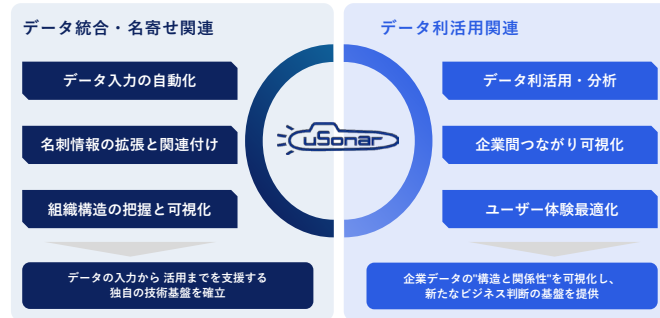 データ統合・名寄せ関連
データ入力の自動化
名刺情報の拡張と関連付け
組織構造の把握と可視化
データの入力から 活用までを支援する
独自の技術基盤を確立
uSonar
データ利活用関連
データ利活用・分析
企業間つながり可視化
ユーザー体験最適化
企業データの"構造と関係性"を可視化し、
新たなビジネス判断の基盤を提供